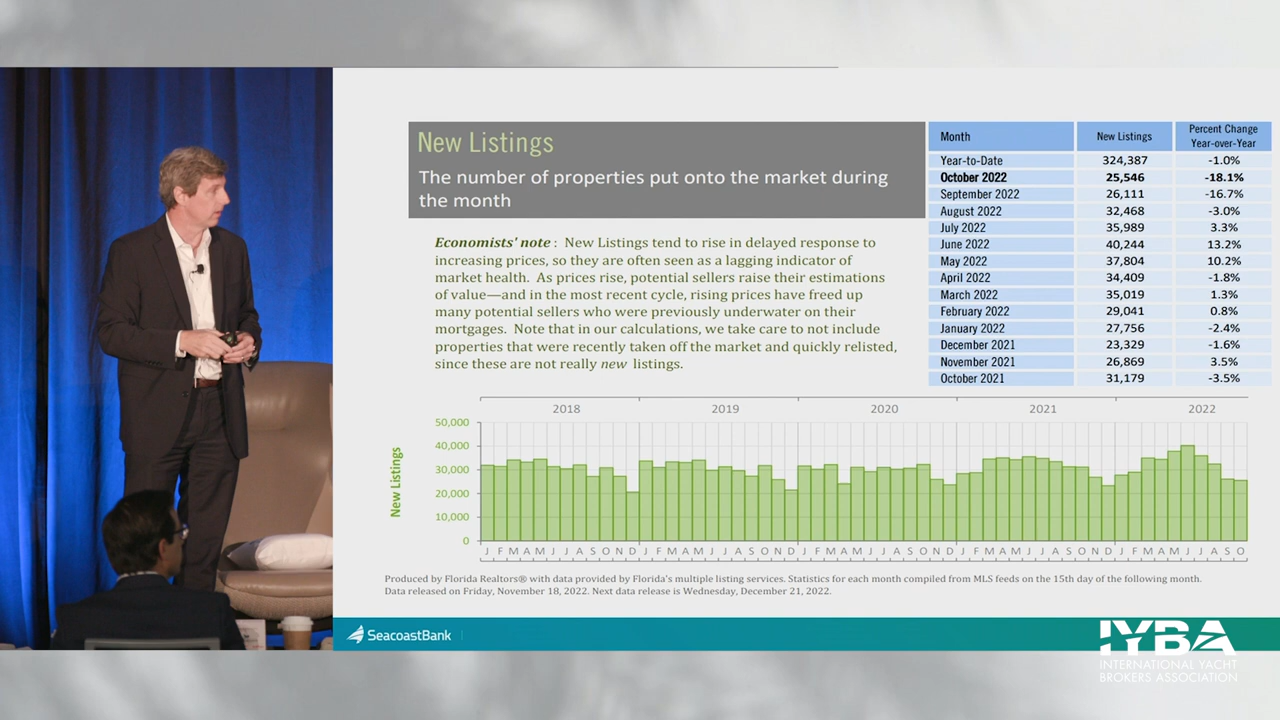 New Listings
The number of properties put onto the market during
the month
Economists' note : New Listings tend to rise in delayed response to
increasing prices, so they are often seen as a lagging indicator of
market health. As prices rise, potential sellers raise their estimations
of value—and in the most recent cycle, rising prices have freed up
many potential sellers who were previously underwater on their
mortgages. Note that in our calculations, we take care to not include
properties that were recently taken off the market and quickly relisted,
since these are not really new listings.
Month New Listings Percent Change Year-over-Year
Year-to-Date 324,387 -1.0%
October 2022 25,546 -18.1%
September 2022 26,111 -16.7%
August 2022 32,468 -3.0%
July 2022 35,989 3.3%
June 2022 40,244 13.2%
May 2022 37,804 10.2%
April 2022 34,409 -1.8%
March 2022 35,019 1.3%
February 2022 29,041 0.8%
January 2022 27,756 -2.4%
December 2021 23,329 -1.6%
November 2021 26,869 3.5%
October 2021 31,179 -3.5%
2018 2019 2020 2021 2022
New Listings
50,000
40,000
30,000
20,000
10,000
0
J F M A M J J A S O N D J F M A M J J A S O N D J F M A M J J A S O N D J F M A M J J A S O N D J F M A M J J A S O
Produced by Florida Realtors® with data provided by Florida's multiple listing services. Statistics for each month compiled from MLS feeds on the 15th day of the following month.
Data released on Friday, November 18, 2022. Next data release is Wednesday, December 21, 2022.
SeacoastBank
IYBA
INTERNATIONAL YACHT
BROKERS ASSOCIATION